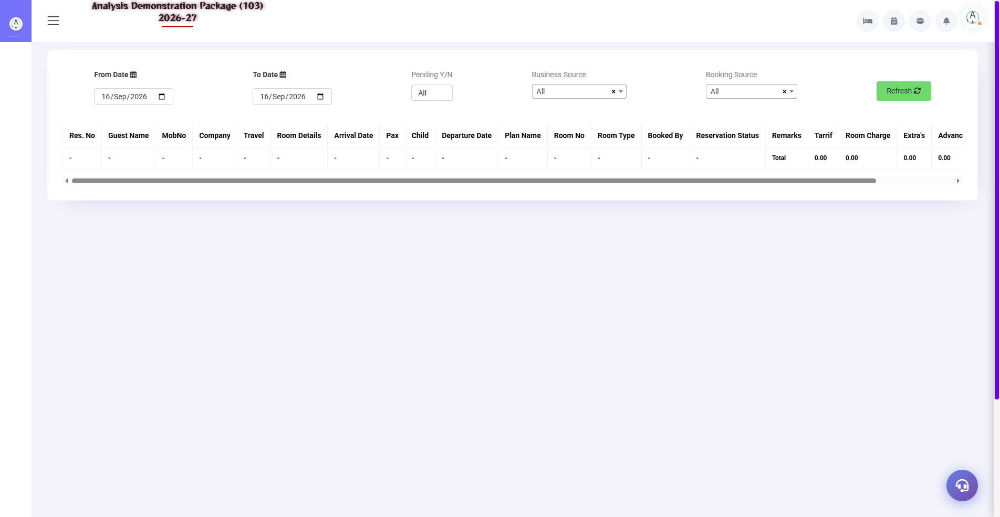 Analysis Demonstration Package (103)
2026-27
From Date
To Date
Pending Y/N
Business Source
Booking Source
16/Sep/2026
16/Sep/2026
All
All × 
All ×
Refresh
Res. No Guest Name MobNo Company Travel Room Details Arrival Date Pax Child Departure Date Plan Name Room No Room Type Booked By Reservation Status Remarks Tarrif Room Charge Extra's Advanc
- - - - - - - - - - - - - - - Total 0.00 0.00 0.00 0.00